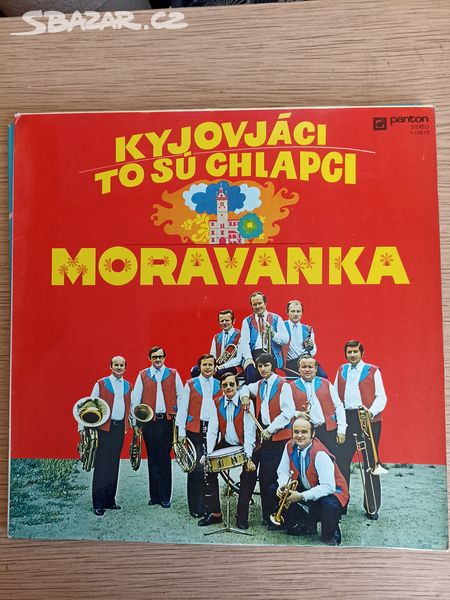 SBAZAR.CZ
panton
STEREO
KYJOVJÁCI
TO SÚ CHLAPCI
MORAVANKA